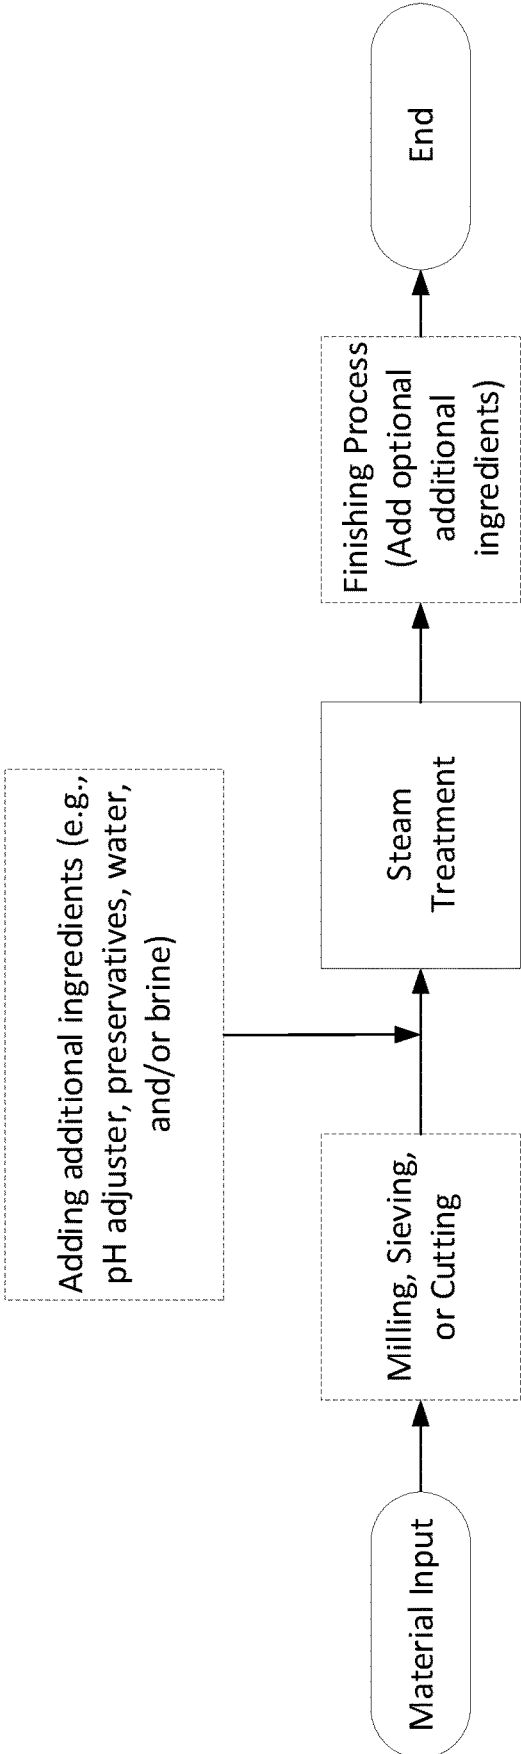 Adding additional ingredients (e.g.,
pH adjuster, preservatives, water,
and/or brine)
Material Input
Milling, Sieving,
or Cutting
Steam
Treatment
Finishing Process
(Add optional
additional
ingredients)
End